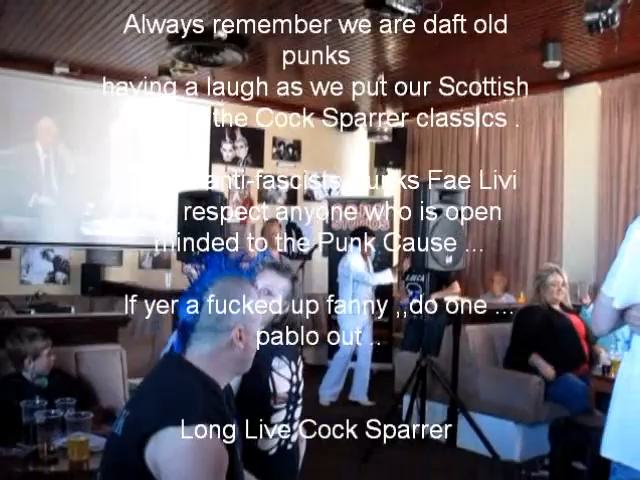 Always remember we are daft old
punks
having a laugh as we put our Scottish
the Cock Sparrer classics .
anti-fascists punks Fae Livi
respect anyone who is open
minded to the Punk Cause ...
If yer a fucked up fanny ,,do one ...
pablo out ..
Long Live Cock Sparrer